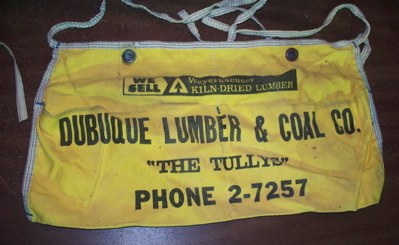 WE SELL Weyerhaeuser
KILN-DRIED LUMBER
DUBUQUE LUMBER & COAL CO.
"THE TULLYS"
PHONE 2-7257